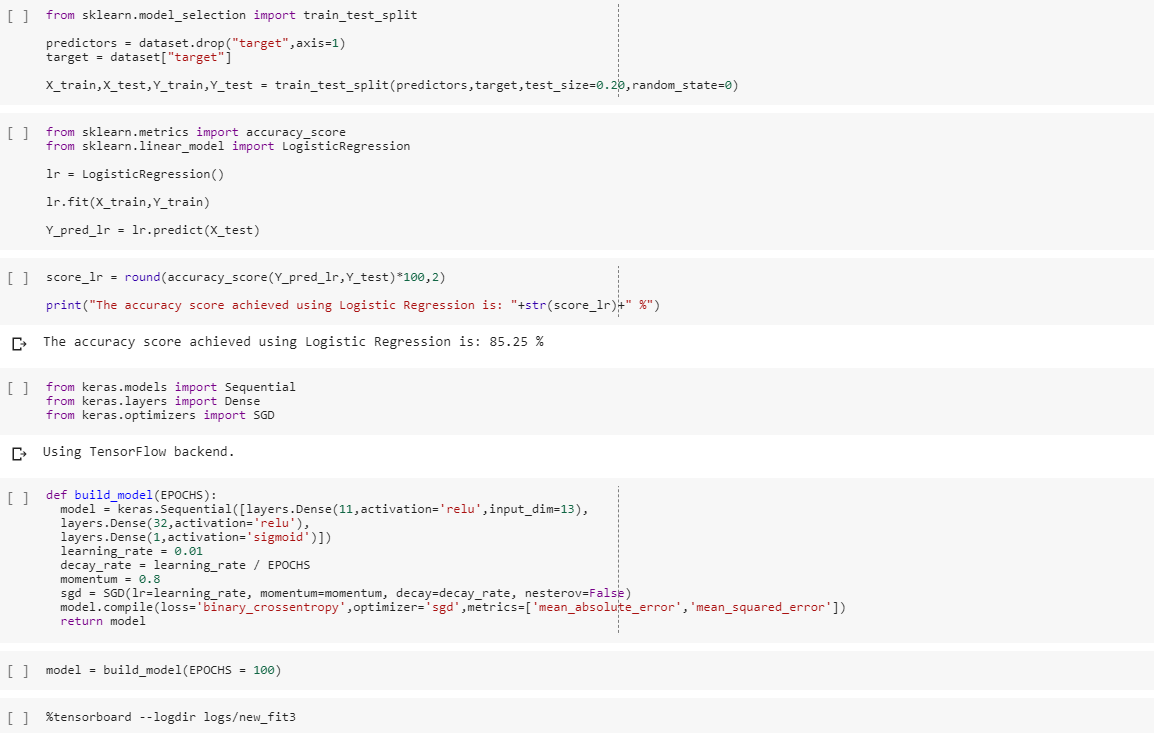 [ ] from sklearn.model_selection import train_test_split
predictors = dataset.drop("target",axis=1)
target = dataset["target"]
X_train,X_test,Y_train,Y_test = train_test_split(predictors,target,test_size=0.20,random_state=0)
[ ] from sklearn.metrics import accuracy_score
from sklearn.linear_model import LogisticRegression
lr = LogisticRegression()
lr.fit(X_train,Y_train)
Y_pred_lr = lr.predict(X_test)
[ ] score_lr = round(accuracy_score(Y_pred_lr,Y_test)*100,2)
print("The accuracy score achieved using Logistic Regression is: "+str(score_lr)+" %")
The accuracy score achieved using Logistic Regression is: 85.25 %
[ ] from keras.models import Sequential
from keras.layers import Dense
from keras.optimizers import SGD
Using TensorFlow backend.
[ ] def build_model(EPOCHS):
  model = keras.Sequential([layers.Dense(11,activation='relu',input_dim=13),
  layers.Dense(32,activation='relu'),
  layers.Dense(1,activation='sigmoid')])
  learning_rate = 0.01
  decay_rate = learning_rate / EPOCHS
  momentum = 0.8
  sgd = SGD(lr=learning_rate, momentum=momentum, decay=decay_rate, nesterov=False)
  model.compile(loss='binary_crossentropy',optimizer='sgd',metrics=['mean_absolute_error','mean_squared_error'])
  return model
[ ] model = build_model(EPOCHS = 100)
[ ] %tensorboard --logdir logs/new_fit3